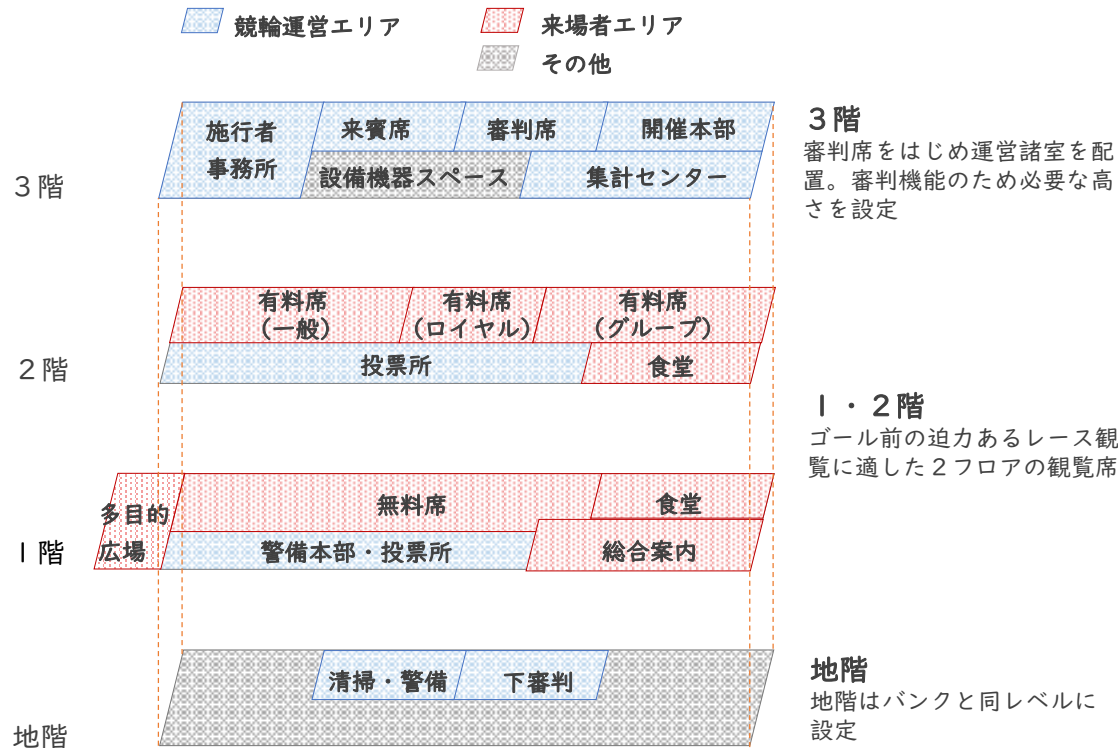 競輪運営エリア
来場者エリア
その他
3階
施行者
事務所
来賓席
審判席
開催本部
設備機器スペース
集計センター
3階
審判席をはじめ運営諸室を配
置。審判機能のため必要な高
さを設定
2階
有料席
(一般)
有料席
(ロイヤル)
有料席
(グループ)
投票所
食堂
1・2階
ゴール前の迫力あるレース観
覧に適した2フロアの観覧席
1階
多目的
広場
無料席
食堂
警備本部・投票所
総合案内
地階
清掃・警備
下審判
地階
地階はバンクと同レベルに
設定